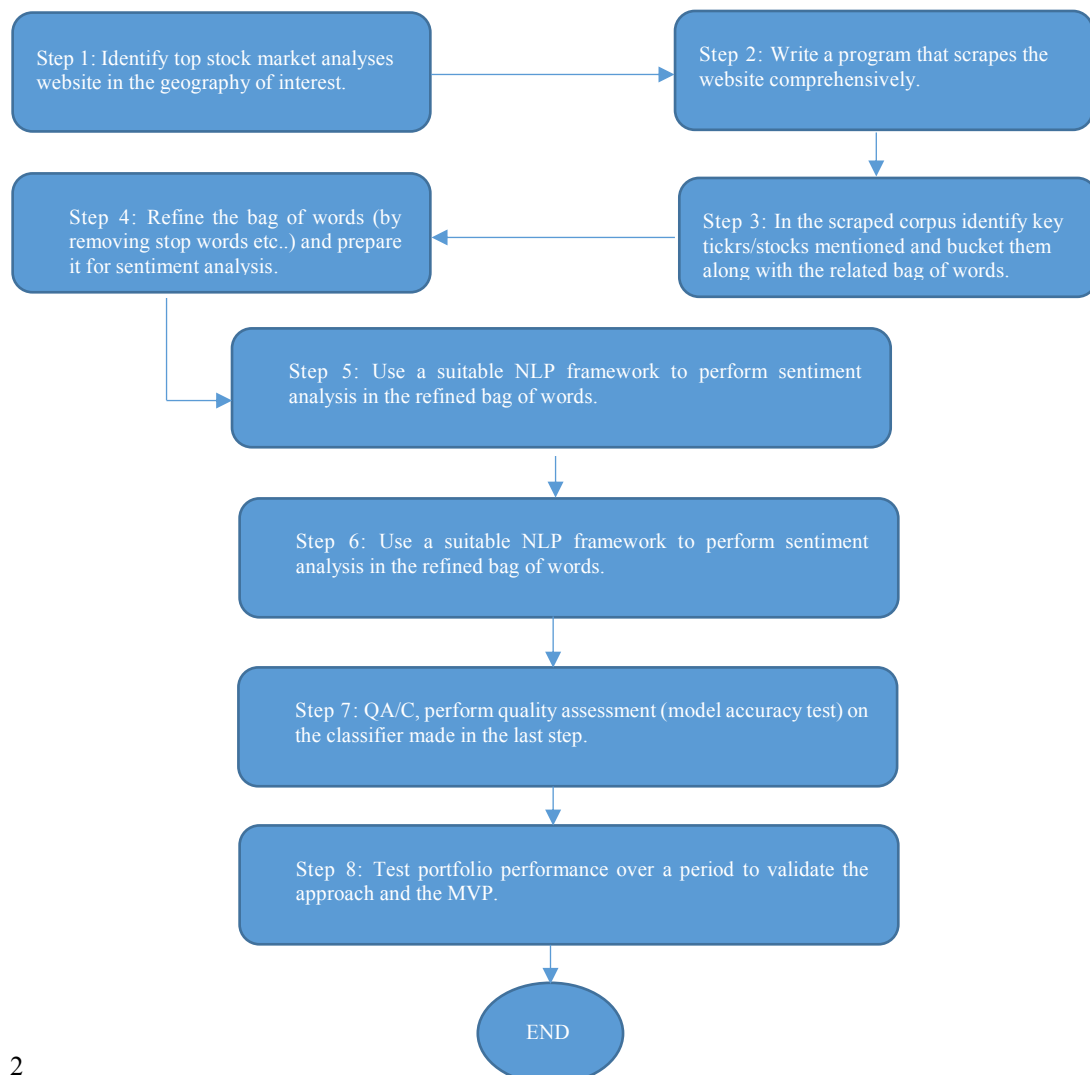 Step 1: Identify top stock market analyses
website in the geography of interest.
Step 2: Write a program that scrapes the
website comprehensively.
Step 3: In the scraped corpus identify key
tickrs/stocks mentioned and bucket them
along with the related bag of words.
Step 4: Refine the bag of words (by
removing stop words etc..) and prepare
it for sentiment analysis.
Step 5: Use a suitable NLP framework to perform sentiment
analysis in the refined bag of words.
Step 6: Use a suitable NLP framework to perform sentiment
analysis in the refined bag of words.
Step 7: QA/C, perform quality assessment (model accuracy test) on
the classifier made in the last step.
Step 8: Test portfolio performance over a period to validate the
approach and the MVP.
END
2